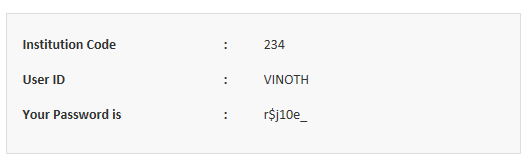 Institution Code : 234
User ID : VINOTH
Your Password is : r$j10e_